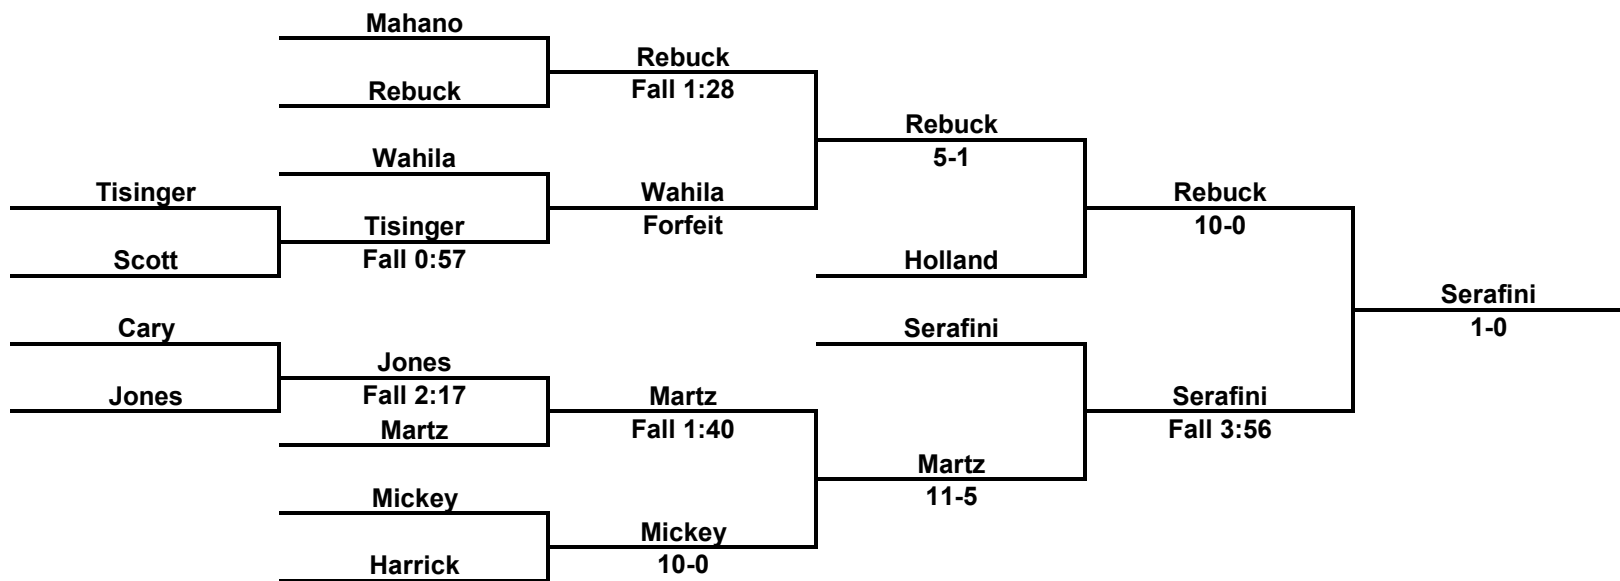 Mahano
Rebuck
Rebuck
Fall 1:28
Rebuck
5-1
Wahila
Tisinger
Wahila
Rebuck
Tisinger
Forfeit
10-0
Scott
Fall 0:57
Holland
Serafini
Cary
Serafini
1-0
Jones
Jones
Fall 2:17
Martz
Serafini
Martz
Fall 1:40
Fall 3:56
Martz
11-5
Mickey
Mickey
Harrick
10-0